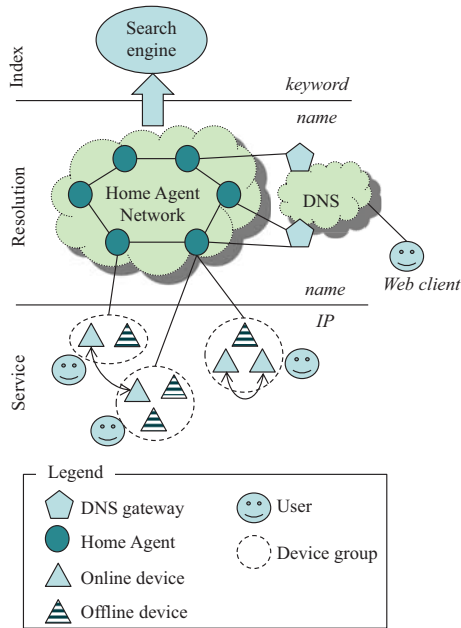 Index
Search
engine
keyword
name
Resolution
Home Agent
Network
DNS
Web client
name
IP
Service
Legend
DNS gateway
Home Agent
Online device
Offline device
User
Device group